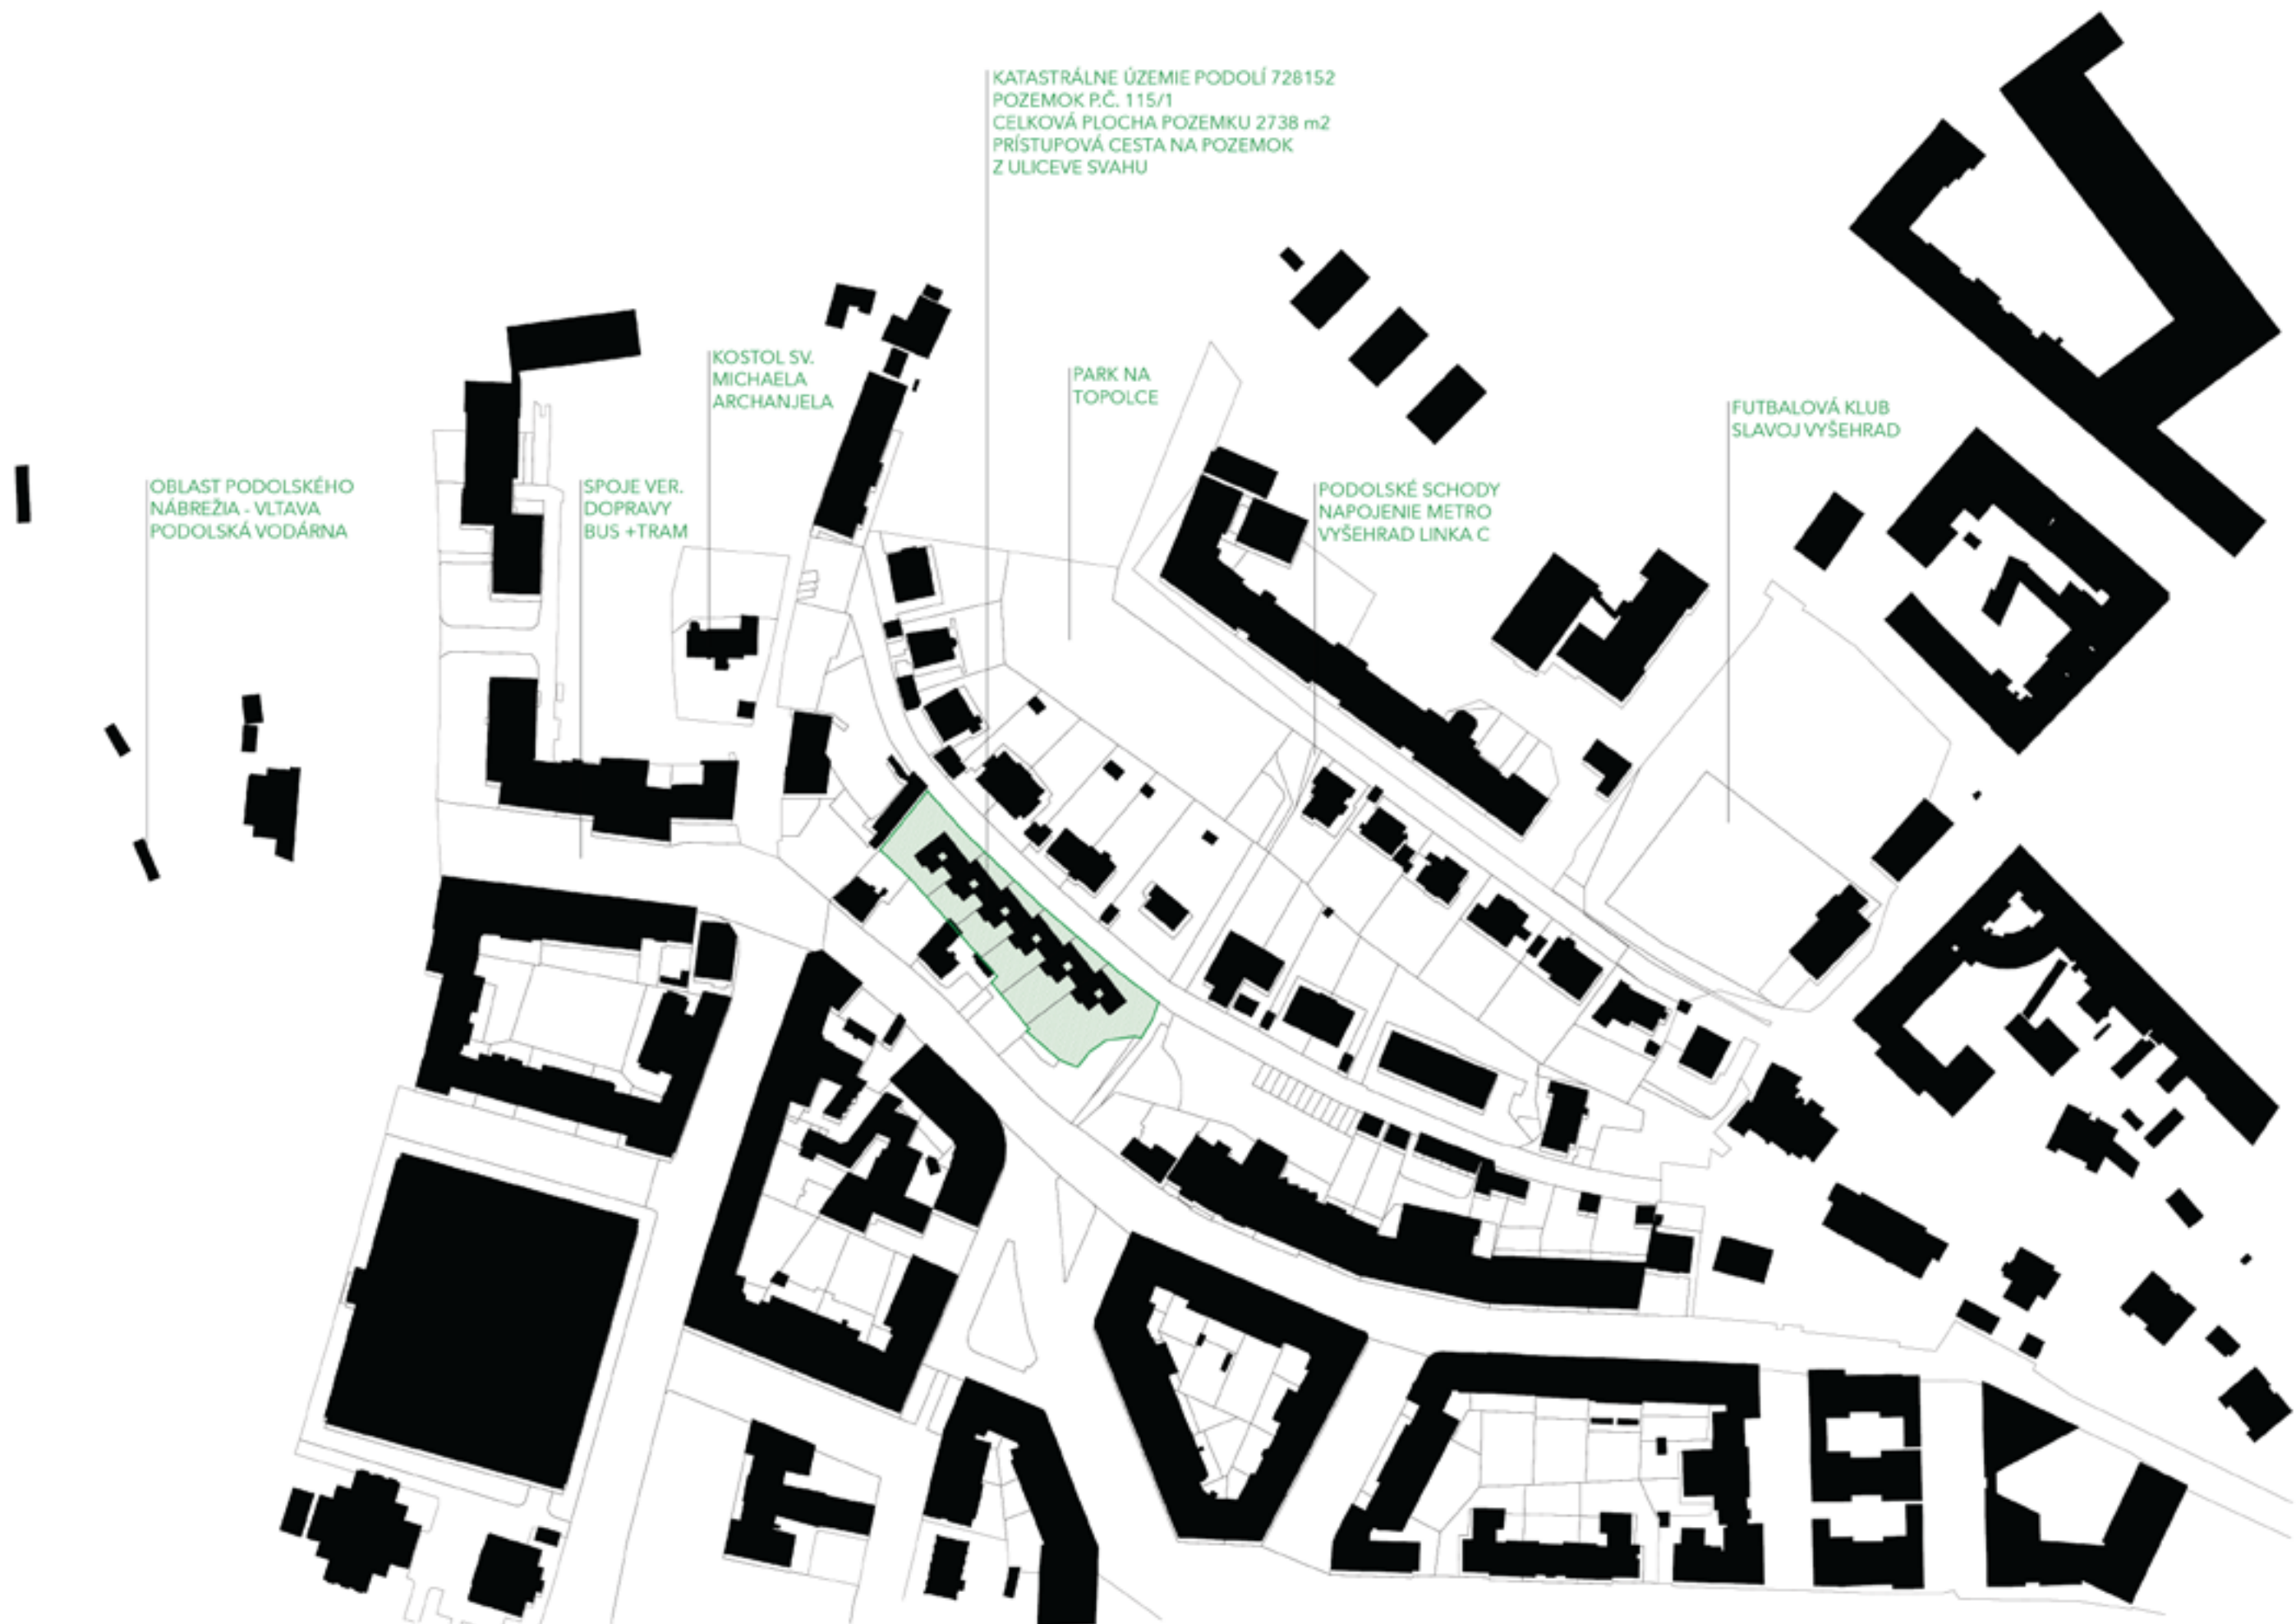 KATASTRÁLNE ÚZEMIE PODOLÍ 728152
POZEMOK P.Č. 115/1
CELKOVÁ PLOCHA POZEMKU 2738 m2
PRÍSTUPOVÁ CESTA NA POZEMOK
Z ULICEVE SVAHU
KOSTOL SV.
MICHAELA
ARCHANJELA
PARK NA
TOPOLCE
FUTBALOVÁ KLUB
SLAVOJ VYŠEHRAD
OBLAST PODOLSKÉHO
NÁBREŽIA - VLTAVA
PODOLSKÁ VODÁRNA
SPOJE VER.
DOPRAVY
BUS +TRAM
PODOLSKÉ SCHODY
NAPOJENIE METRO
VYŠEHRAD LINKA C